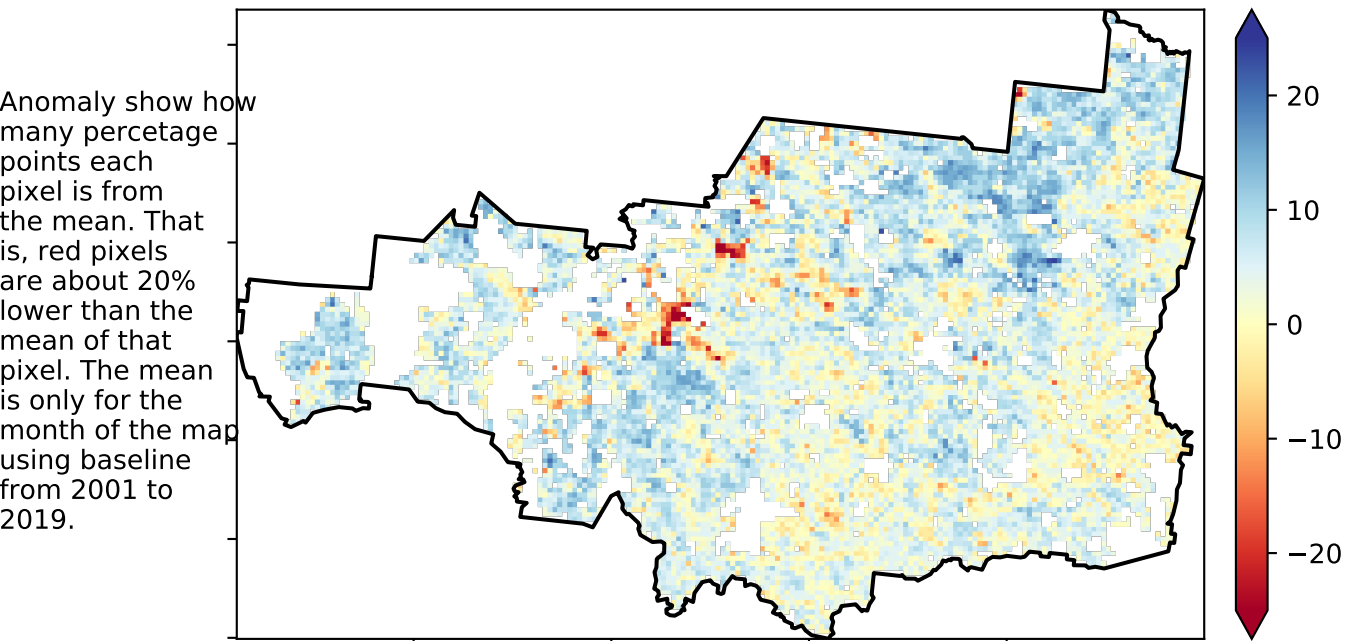 Anomaly show how
many percetage
points each
pixel is from
the mean. That
is, red pixels
are about 20%
lower than the
mean of that
pixel. The mean
is only for the
month of the map
using baseline
from 2001 to
2019.
20
10
0
−10
−20